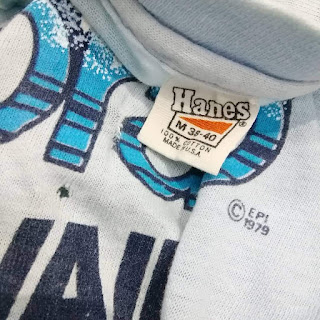 Hanes®
M 38-40
100% COTTON
MADE IN U.S.A.
© EPI
1979